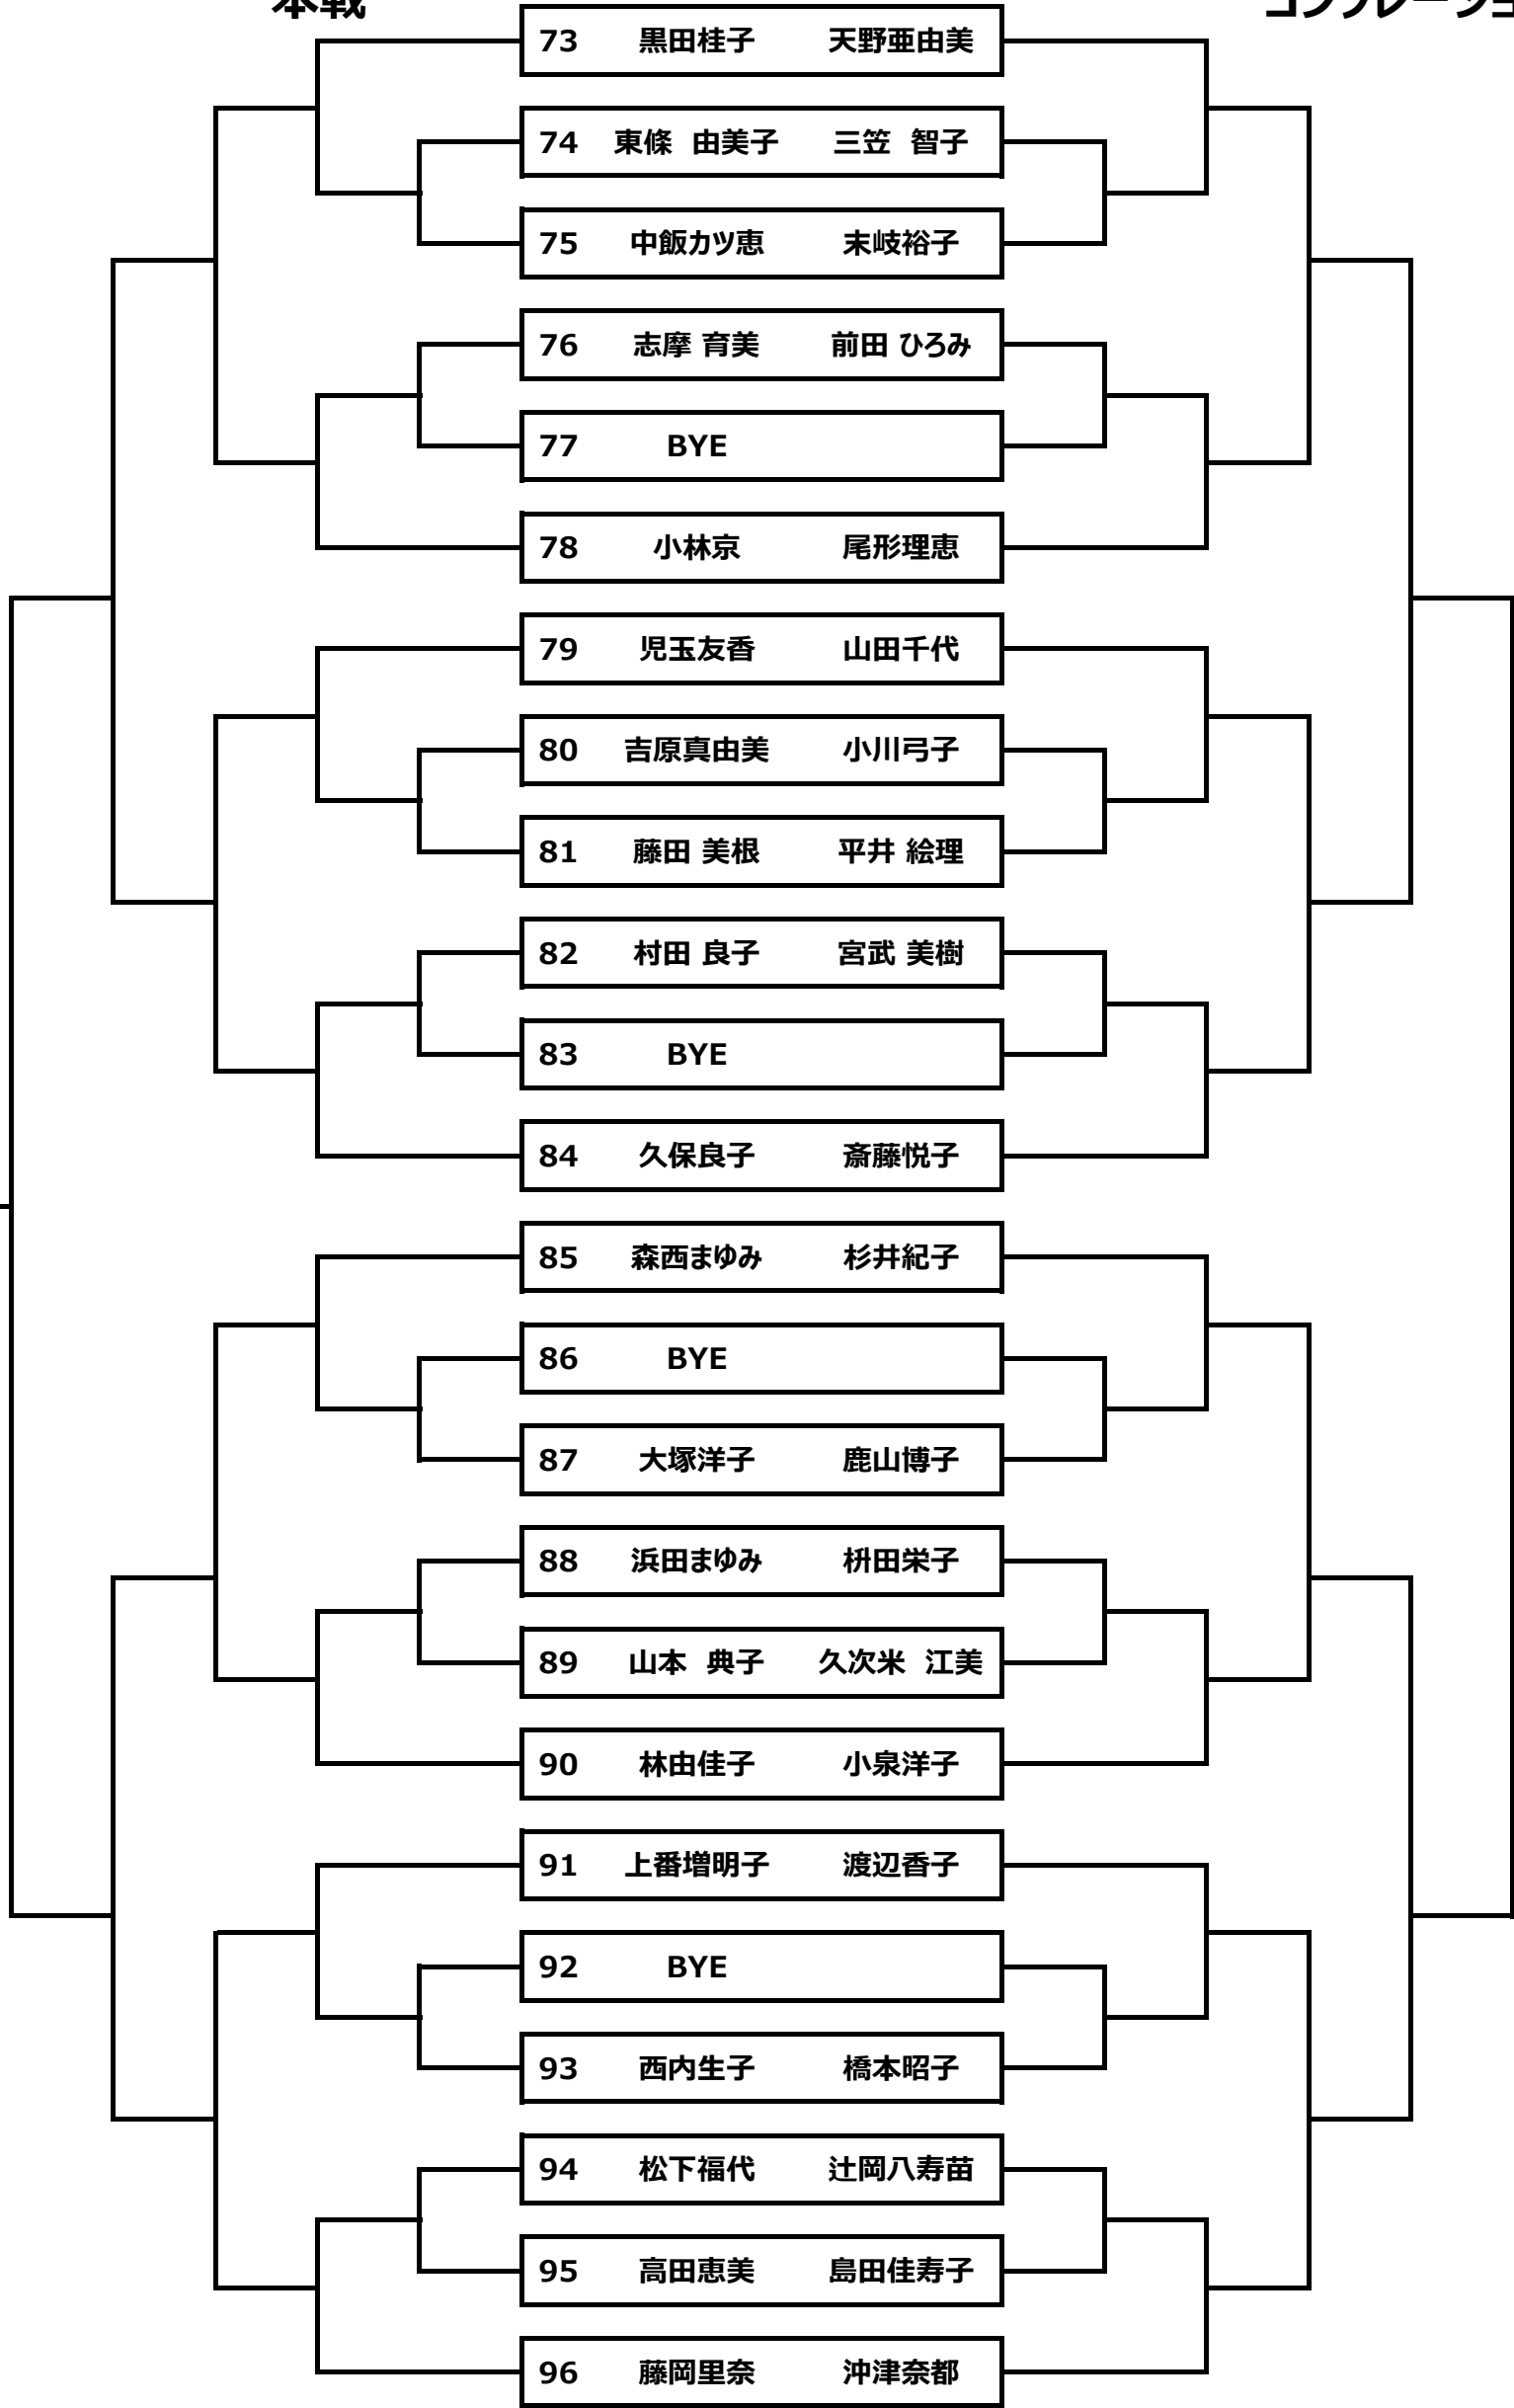 本戦 コンソレーショ
73 黒田桂子 天野亜由美
74 東條 由美子 三笠 智子
75 中飯カツ恵 末岐裕子
76 志摩 育美 前田 ひろみ
77 BYE
78 小林京 尾形理恵
79 児玉友香 山田千代
80 吉原真由美 小川弓子
81 藤田 美根 平井 絵理
82 村田 良子 宮武 美樹
83 BYE
84 久保良子 斎藤悦子
85 森西まゆみ 杉井紀子
86 BYE
87 大塚洋子 鹿山博子
88 浜田まゆみ 枡田栄子
89 山本 典子 久次米 江美
90 林由佳子 小泉洋子
91 上番増明子 渡辺香子
92 BYE
93 西内生子 橋本昭子
94 松下福代 辻岡八寿苗
95 高田恵美 島田佳寿子
96 藤岡里奈 沖津奈都